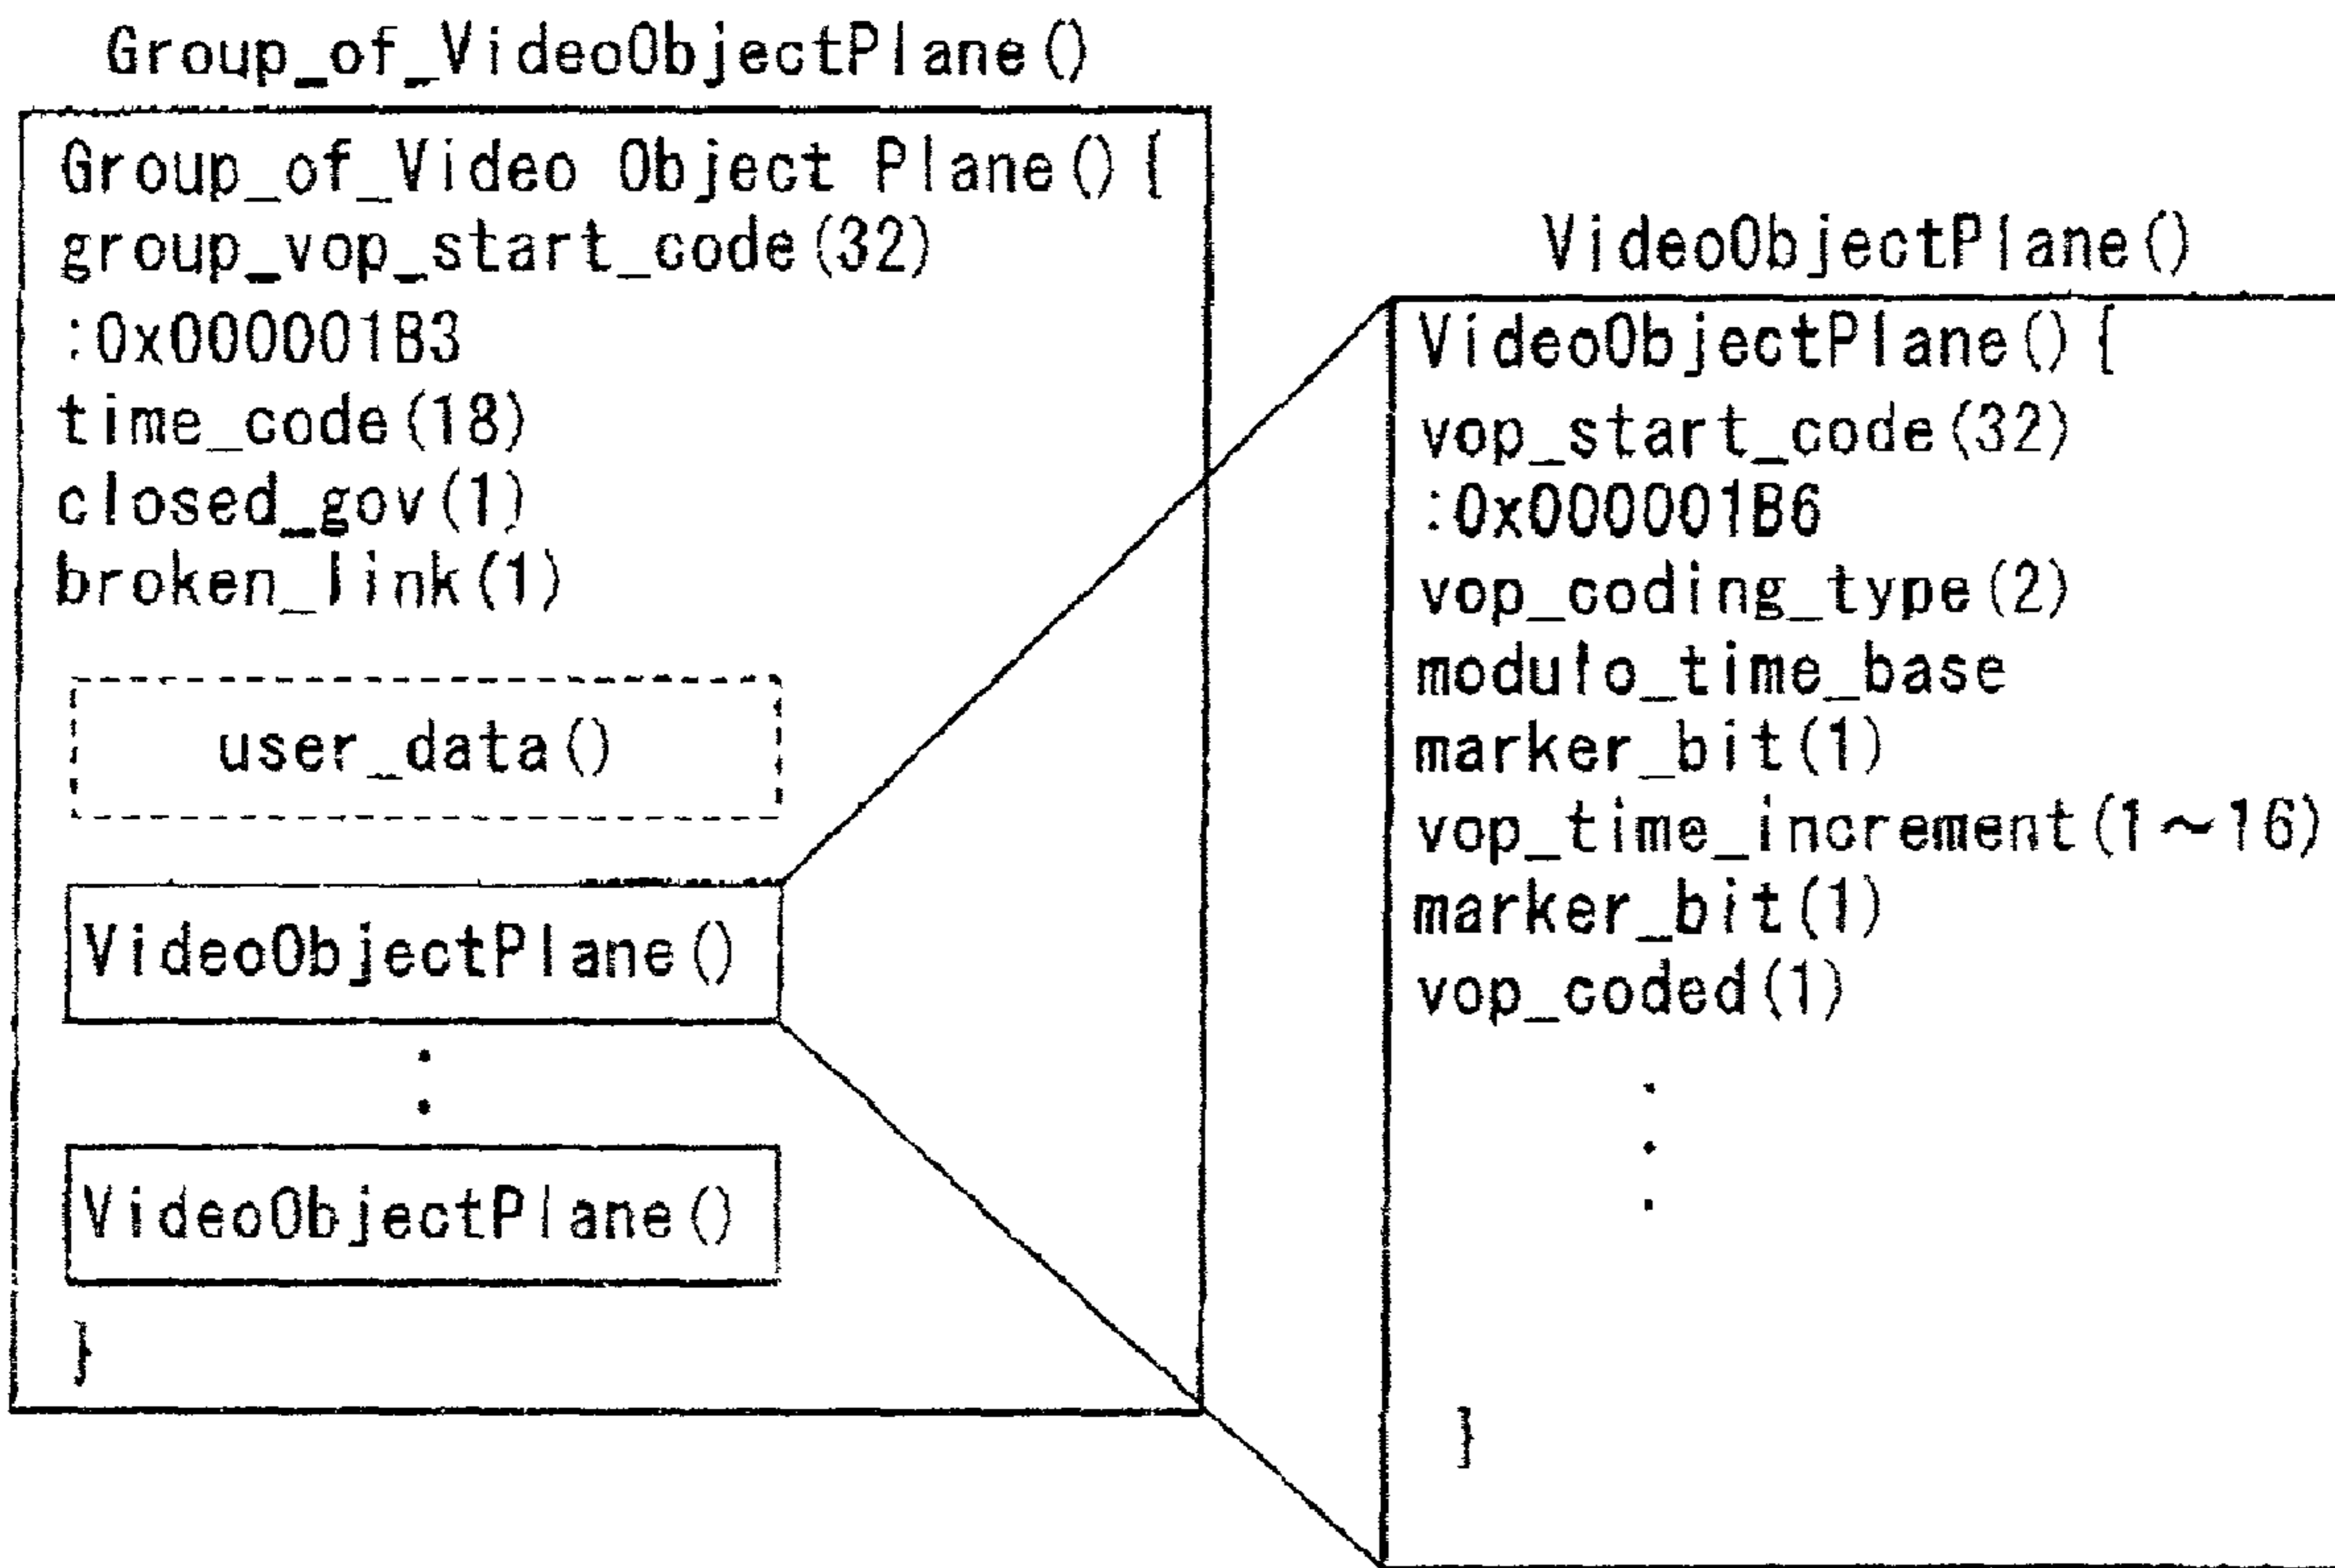 Group_of_VideoObjectPlane()
Group_of_Video Object Plane(){
group_vop_start_code(32)
:0x000001B3
time_code(18)
closed_gov(1)
broken_link(1)
user_data()
VideoObjectPlane()
.
.
VideoObjectPlane()
}
VideoObjectPlane()
VideoObjectPlane(){
vop_start_code(32)
:0x000001B6
vop_coding_type(2)
modulo_time_base
marker_bit(1)
vop_time_increment(1~16)
marker_bit(1)
vop_coded(1)
.
.
.
}